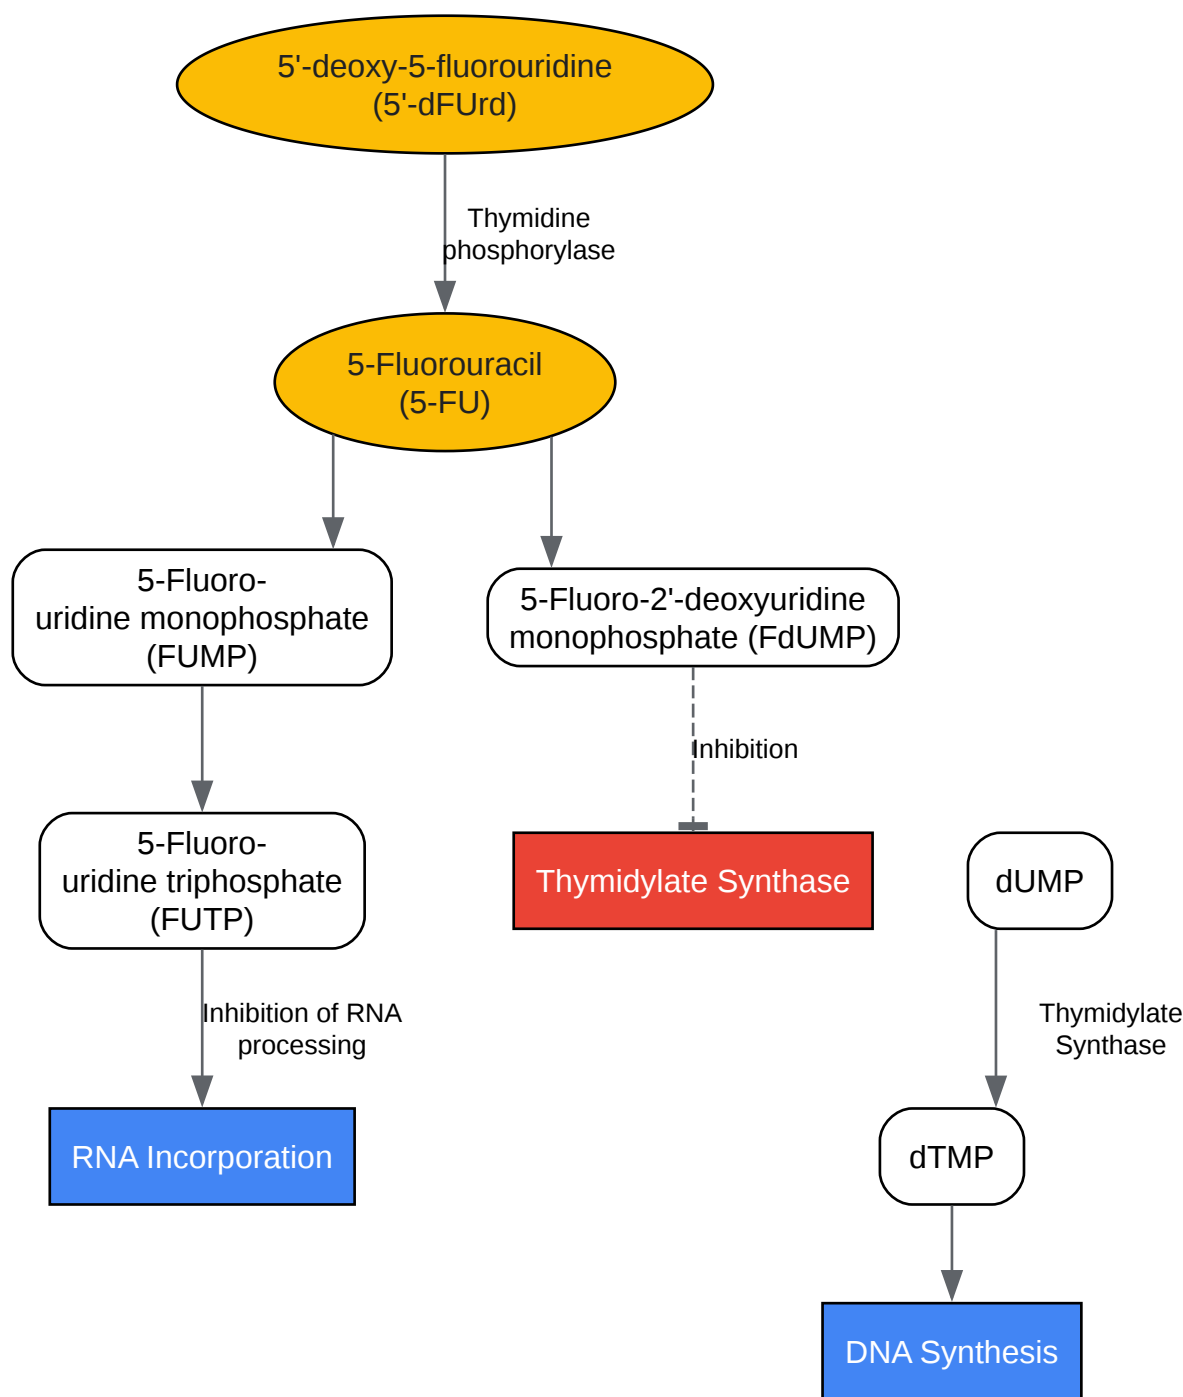 5'-deoxy-5-fluorouridine
(5'-dFUrd)
Thymidine
phosphorylase
5-Fluorouracil
(5-FU)
5-Fluoro-
uridine monophosphate
(FUMP)
5-Fluoro-2'-deoxyuridine
monophosphate (FdUMP)
Inhibition
5-Fluoro-
uridine triphosphate
(FUTP)
Thymidylate Synthase
dUMP
Inhibition of RNA
processing
Thymidylate
Synthase
RNA Incorporation
dTMP
DNA Synthesis